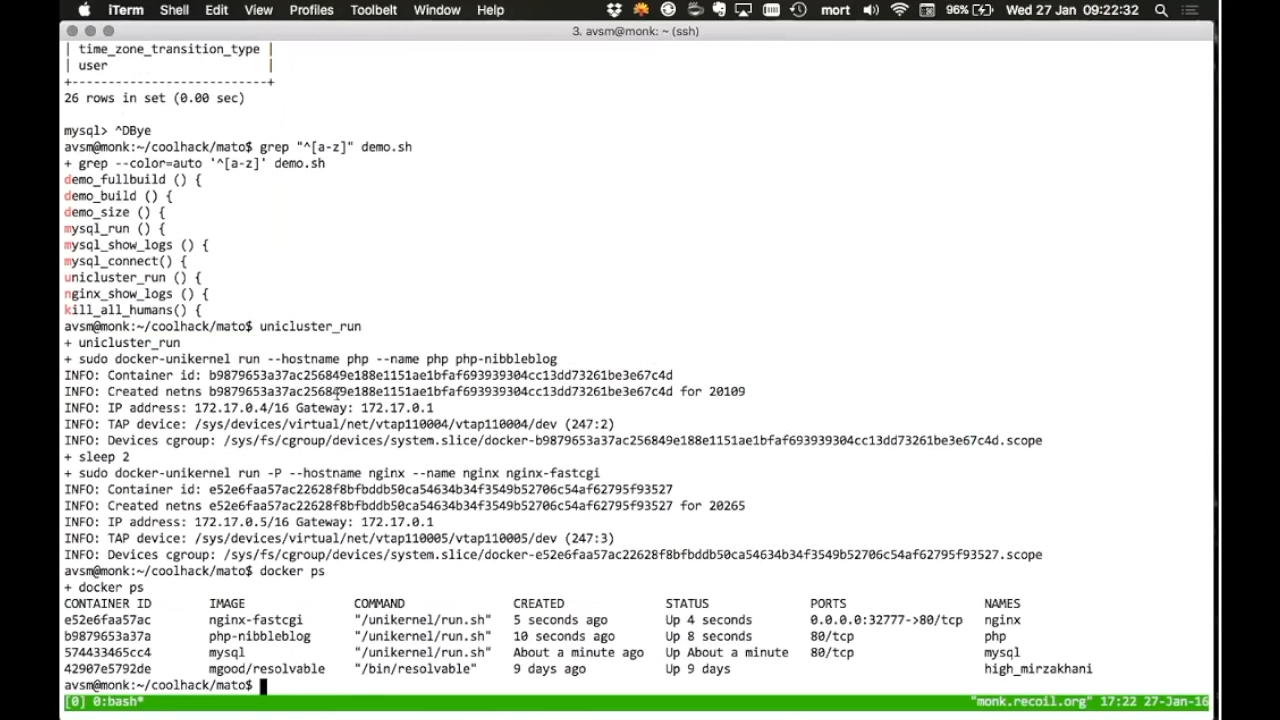 iTerm Shell Edit View Profiles Toolbelt Window Help mort 96% Wed 27 Jan 09:22:32
3. avsm@monk: ~ (ssh)
| time_zone_transition_type |
| user                      |
+---------------------------+
26 rows in set (0.00 sec)
mysql> ^DBye
avsm@monk:~/coolhack/mato$ grep "^[a-z]" demo.sh
+ grep --color=auto '^[a-z]' demo.sh
demo_fullbuild () {
demo_build () {
demo_size () {
mysql_run () {
mysql_show_logs () {
mysql_connect() {
unicluster_run () {
nginx_show_logs () {
kill_all_humans() {
avsm@monk:~/coolhack/mato$ unicluster_run
+ unicluster_run
+ sudo docker-unikernel run --hostname php --name php php-nibbleblog
INFO: Container id: b9879653a37ac256849e188e1151ae1bfaf693939304cc13dd73261be3e67c4d
INFO: Created netns b9879653a37ac256849e188e1151ae1bfaf693939304cc13dd73261be3e67c4d for 20109
INFO: IP address: 172.17.0.4/16 Gateway: 172.17.0.1
INFO: TAP device: /sys/devices/virtual/net/vtap110004/vtap110004/dev (247:2)
INFO: Devices cgroup: /sys/fs/cgroup/devices/system.slice/docker-b9879653a37ac256849e188e1151ae1bfaf693939304cc13dd73261be3e67c4d.scope
+ sleep 2
+ sudo docker-unikernel run -P --hostname nginx --name nginx nginx-fastcgi
INFO: Container id: e52e6faa57ac22628f8bfbddb50ca54634b34f3549b52706c54af62795f93527
INFO: Created netns e52e6faa57ac22628f8bfbddb50ca54634b34f3549b52706c54af62795f93527 for 20265
INFO: IP address: 172.17.0.5/16 Gateway: 172.17.0.1
INFO: TAP device: /sys/devices/virtual/net/vtap110005/vtap110005/dev (247:3)
INFO: Devices cgroup: /sys/fs/cgroup/devices/system.slice/docker-e52e6faa57ac22628f8bfbddb50ca54634b34f3549b52706c54af62795f93527.scope
avsm@monk:~/coolhack/mato$ docker ps
+ docker ps
CONTAINER ID IMAGE COMMAND CREATED STATUS PORTS NAMES
e52e6faa57ac nginx-fastcgi "/unikernel/run.sh" 5 seconds ago Up 4 seconds 0.0.0.0:32777->80/tcp nginx
b9879653a37a php-nibbleblog "/unikernel/run.sh" 10 seconds ago Up 8 seconds 80/tcp php
574433465cc4 mysql "/unikernel/run.sh" About a minute ago Up About a minute 80/tcp mysql
42907e5792de mgood/resolvable "/bin/resolvable" 9 days ago Up 9 days high_mirzakhani
avsm@monk:~/coolhack/mato$
[0] 0:bash* "monk.recoil.org" 17:22 27-Jan-16